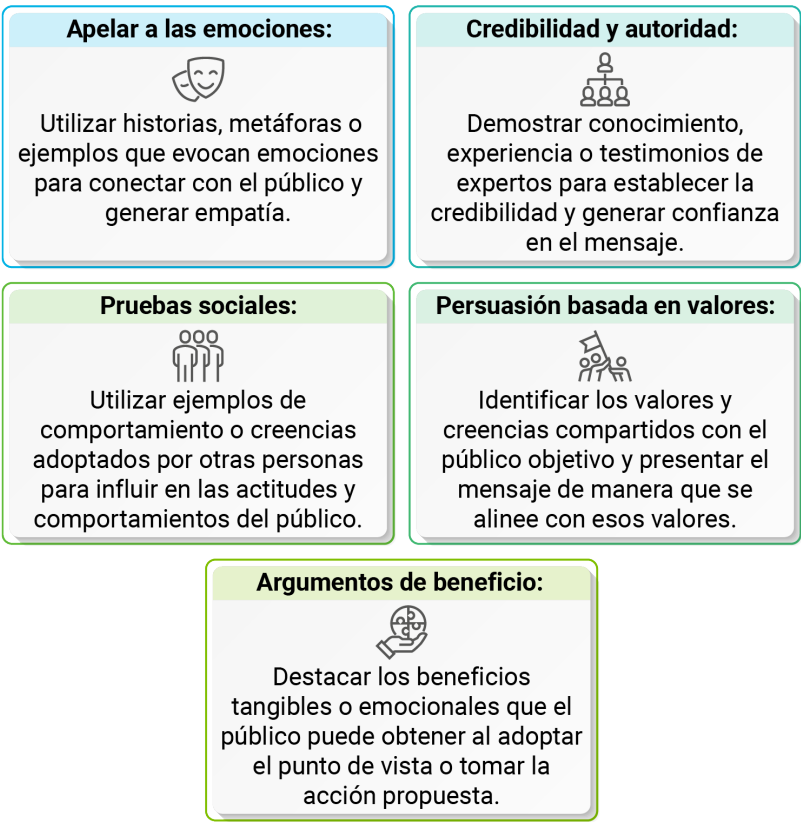 Apelar a las emociones:
Utilizar historias, metáforas o
ejemplos que evocan emociones
para conectar con el público y
generar empatía.
Credibilidad y autoridad:
Demostrar conocimiento,
experiencia o testimonios de
expertos para establecer la
credibilidad y generar confianza
en el mensaje.
Pruebas sociales:
Utilizar ejemplos de
comportamiento o creencias
adoptados por otras personas
para influir en las actitudes y
comportamientos del público.
Persuasión basada en valores:
Identificar los valores y
creencias compartidos con el
público objetivo y presentar el
mensaje de manera que se
alinee con esos valores.
Argumentos de beneficio:
Destacar los beneficios
tangibles o emocionales que el
público puede obtener al adoptar
el punto de vista o tomar la
acción propuesta.